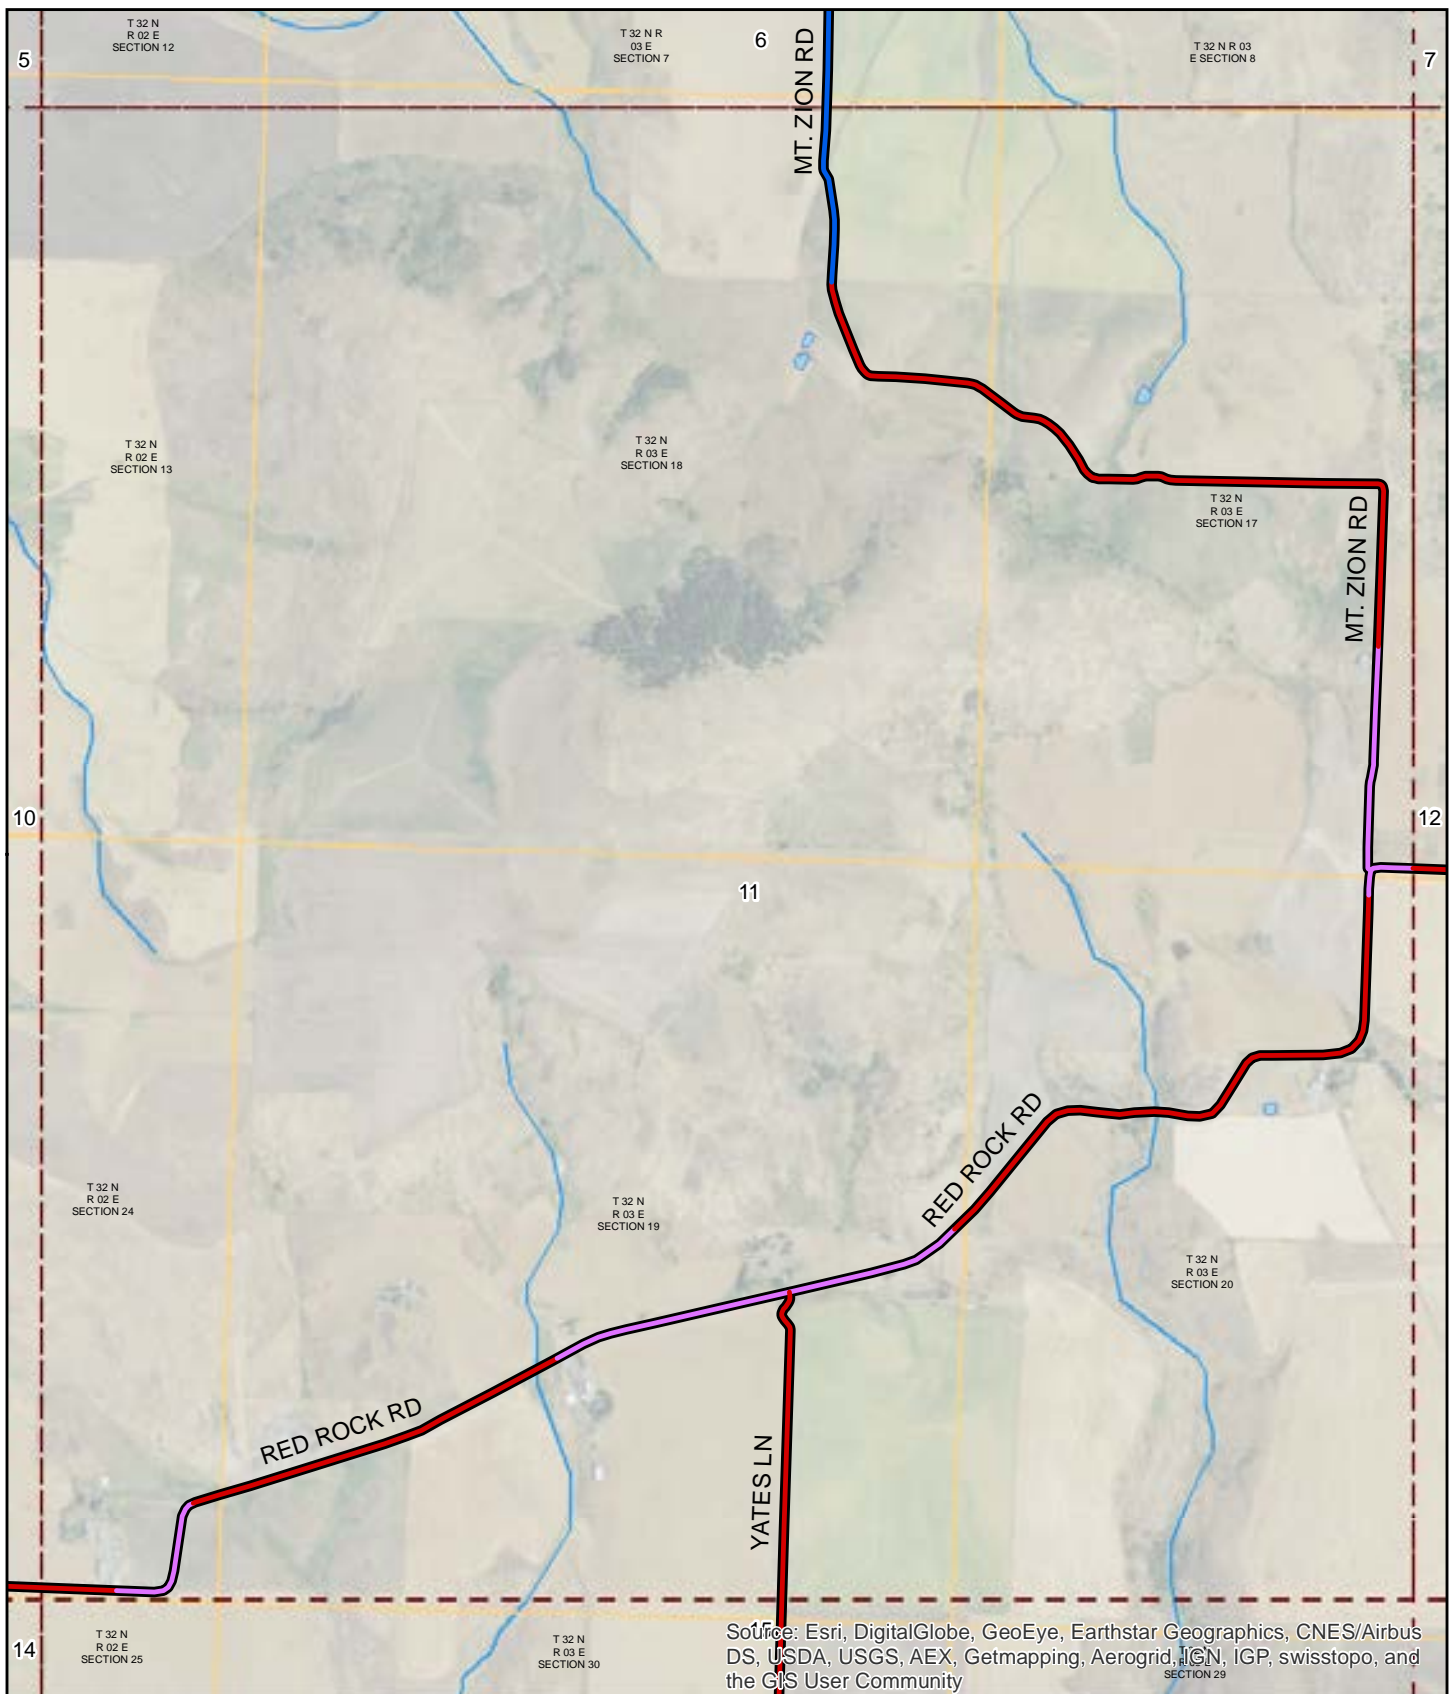 T 32 N
R 02 E
SECTION 12
T 32 N R
03 E
SECTION 7
T 32 N R 03
E SECTION 8
5
6
7
MT. ZION RD
T 32 N
R 02 E
SECTION 13
T 32 N
R 03 E
SECTION 18
T 32 N
R 03 E
SECTION 17
MT. ZION RD
10
12
11
RED ROCK RD
T 32 N
R 02 E
SECTION 24
T 32 N
R 03 E
SECTION 19
T 32 N
R 03 E
SECTION 20
RED ROCK RD
YATES LN
14
T 32 N
R 02 E
SECTION 25
T 32 N
R 03 E
SECTION 30
15
SECTION 29
Source: Esri, DigitalGlobe, GeoEye, Earthstar Geographics, CNES/Airbus
DS, USDA, USGS, AEX, Getmapping, Aerogrid, IGN, IGP, swisstopo, and
the GIS User Community